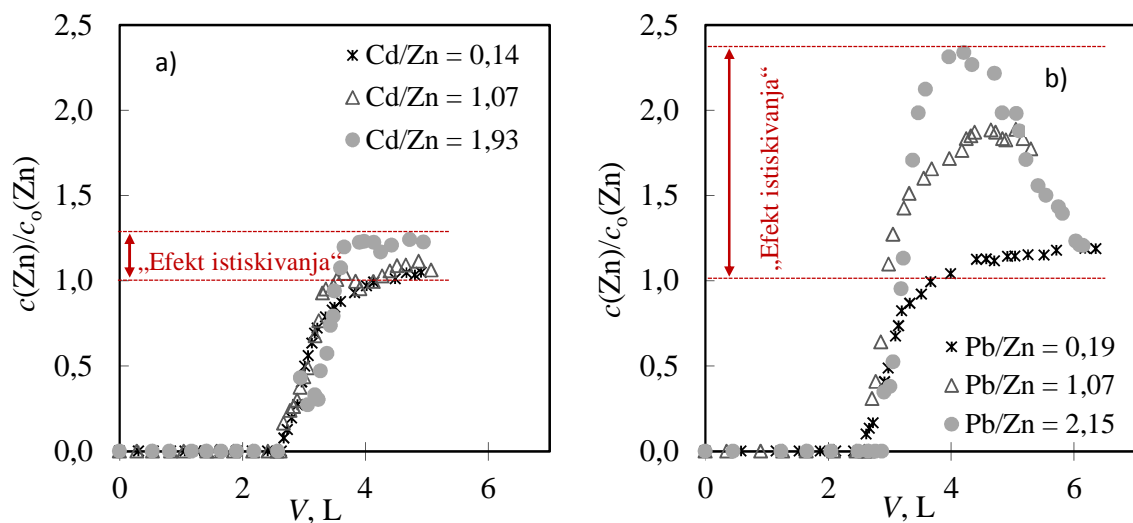 2,5
2,0
1,5
1,0
0,5
0,0
c(Zn)/co(Zn)
a)
Cd/Zn = 0,14
Cd/Zn = 1,07
Cd/Zn = 1,93
„Efekt istiskivanja“
0 2 4 6
V, L
2,5
2,0
1,5
1,0
0,5
0,0
c(Zn)/co(Zn)
b)
„Efekt istiskivanja“
Pb/Zn = 0,19
Pb/Zn = 1,07
Pb/Zn = 2,15
0 2 4 6
V, L